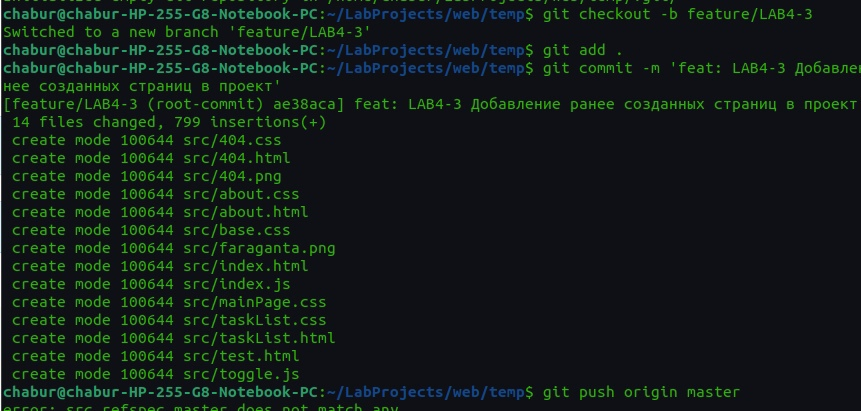 chabur@chabur-HP-255-G8-Notebook-PC:~/LabProjects/web/temp$ git checkout -b feature/LAB4-3
Switched to a new branch 'feature/LAB4-3'
chabur@chabur-HP-255-G8-Notebook-PC:~/LabProjects/web/temp$ git add .
chabur@chabur-HP-255-G8-Notebook-PC:~/LabProjects/web/temp$ git commit -m 'feat: LAB4-3 Добавле
нее созданных страниц в проект'
[feature/LAB4-3 (root-commit) ae38aca] feat: LAB4-3 Добавление ранее созданных страниц в проект
14 files changed, 799 insertions(+)
create mode 100644 src/404.css
create mode 100644 src/404.html
create mode 100644 src/404.png
create mode 100644 src/about.css
create mode 100644 src/about.html
create mode 100644 src/base.css
create mode 100644 src/faraganta.png
create mode 100644 src/index.html
create mode 100644 src/index.js
create mode 100644 src/mainPage.css
create mode 100644 src/taskList.css
create mode 100644 src/taskList.html
create mode 100644 src/test.html
create mode 100644 src/toggle.js
chabur@chabur-HP-255-G8-Notebook-PC:~/LabProjects/web/temp$ git push origin master
error: src refspec master does not match any